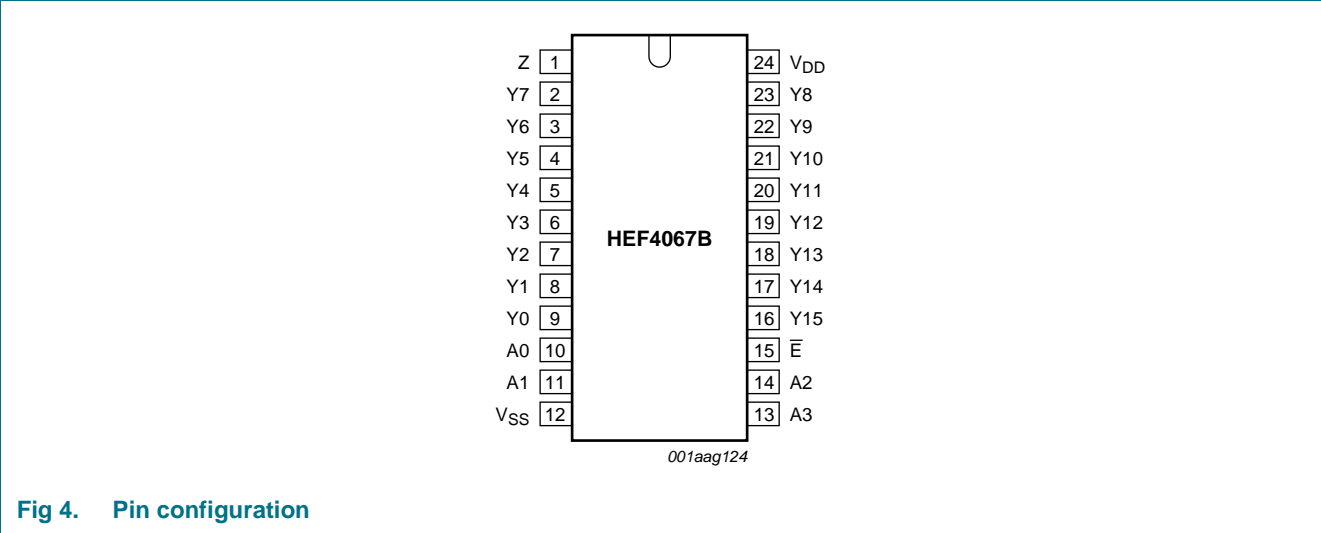 Z 1 24 VDD
Y7 2 23 Y8
Y6 3 22 Y9
Y5 4 21 Y10
Y4 5 20 Y11
Y3 6 19 Y12
HEF4067B
Y2 7 18 Y13
Y1 8 17 Y14
Y0 9 16 Y15
A0 10 15 E̅
A1 11 14 A2
VSS 12 13 A3
001aag124
Fig 4. Pin configuration